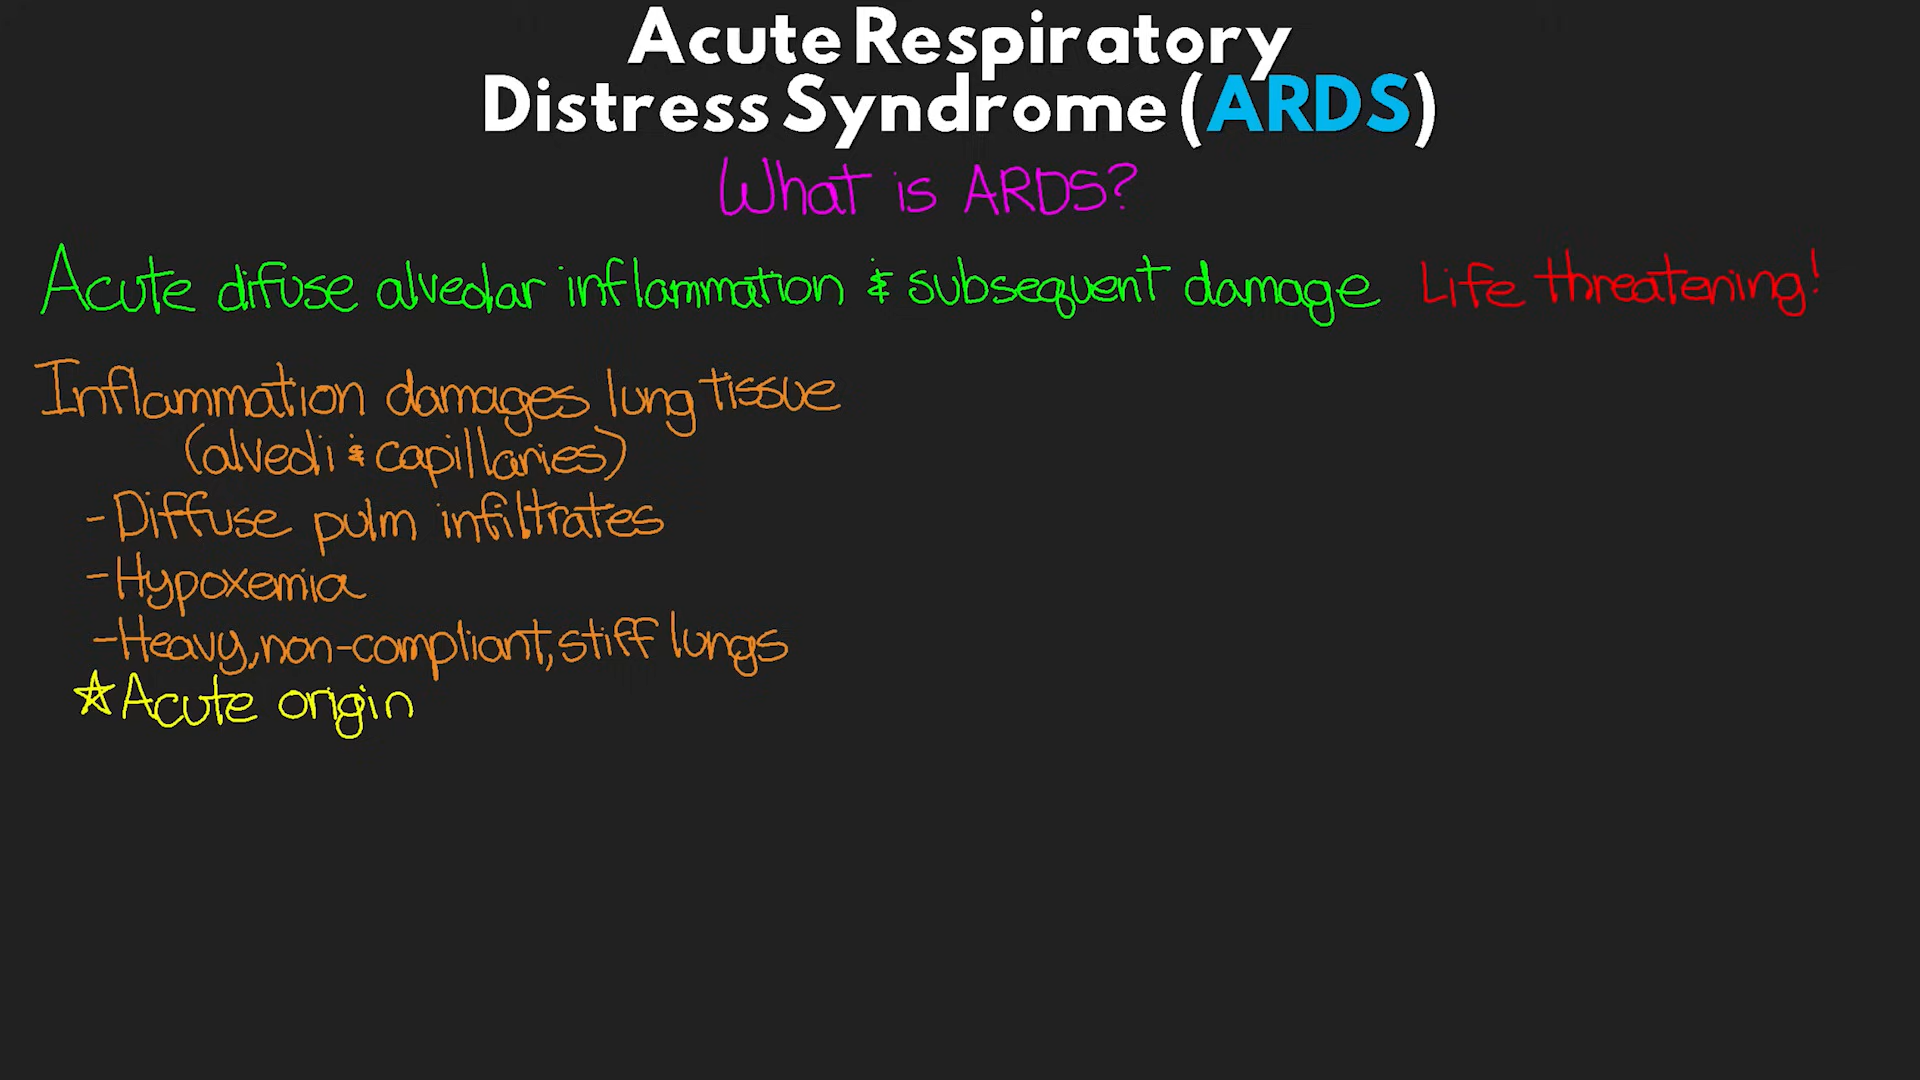 Acute Respiratory
Distress Syndrome (ARDS)
What is ARDS?
Acute difuse alveolar inflammation & subsequent damage Life threatening!
Inflammation damages lung tissue
(alveoli & capillaries)
-Diffuse pulm infiltrates
-Hypoxemia
-Heavy, non-compliant, stiff lungs
☆Acute origin